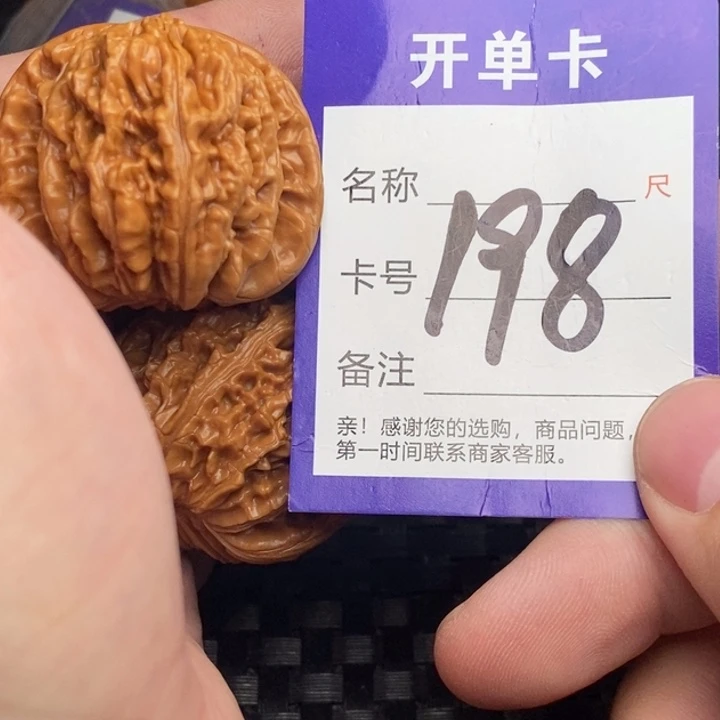 开单卡
名称 尺
198
卡号
备注
亲！感谢您的选购，商品问题，
第一时间联系商家客服。